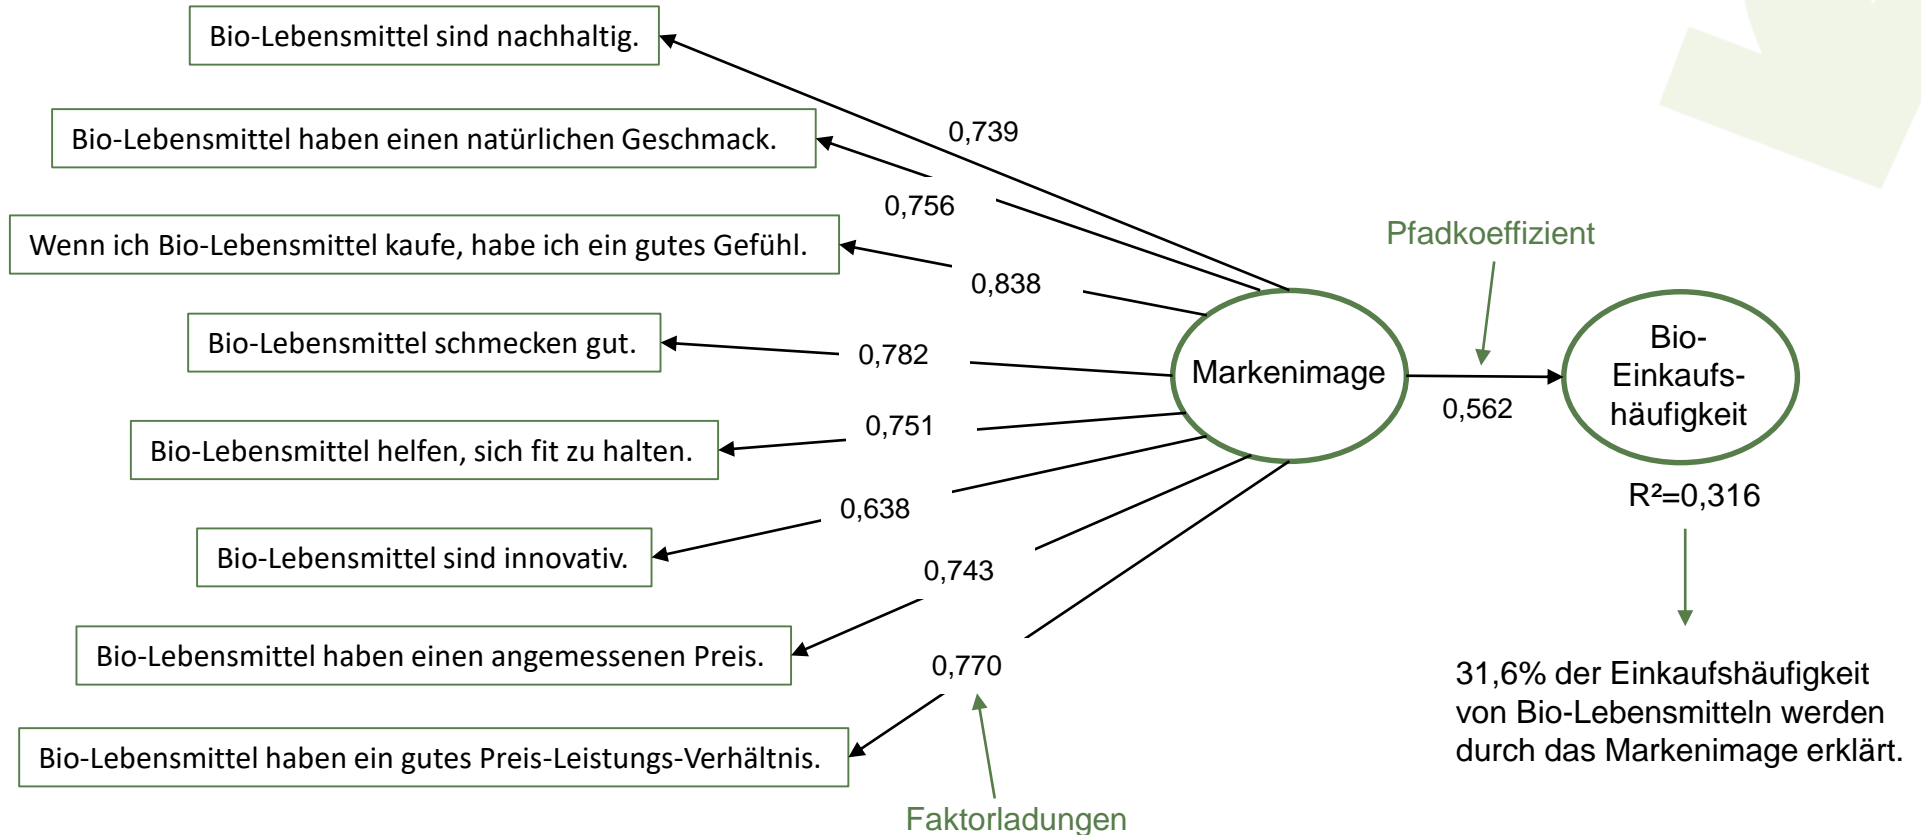 Bio-Lebensmittel sind nachhaltig.
0,739
Bio-Lebensmittel haben einen natürlichen Geschmack.
0,756
Wenn ich Bio-Lebensmittel kaufe, habe ich ein gutes Gefühl.
0,838
Bio-Lebensmittel schmecken gut.
0,782
Bio-Lebensmittel helfen, sich fit zu halten.
0,751
Bio-Lebensmittel sind innovativ.
0,638
Bio-Lebensmittel haben einen angemessenen Preis.
0,743
Bio-Lebensmittel haben ein gutes Preis-Leistungs-Verhältnis.
0,770
Faktorladungen
Markenimage
Pfadkoeffizient
0,562
Bio-
Einkaufs-
häufigkeit
R²=0,316
31,6% der Einkaufshäufigkeit
von Bio-Lebensmitteln werden
durch das Markenimage erklärt.